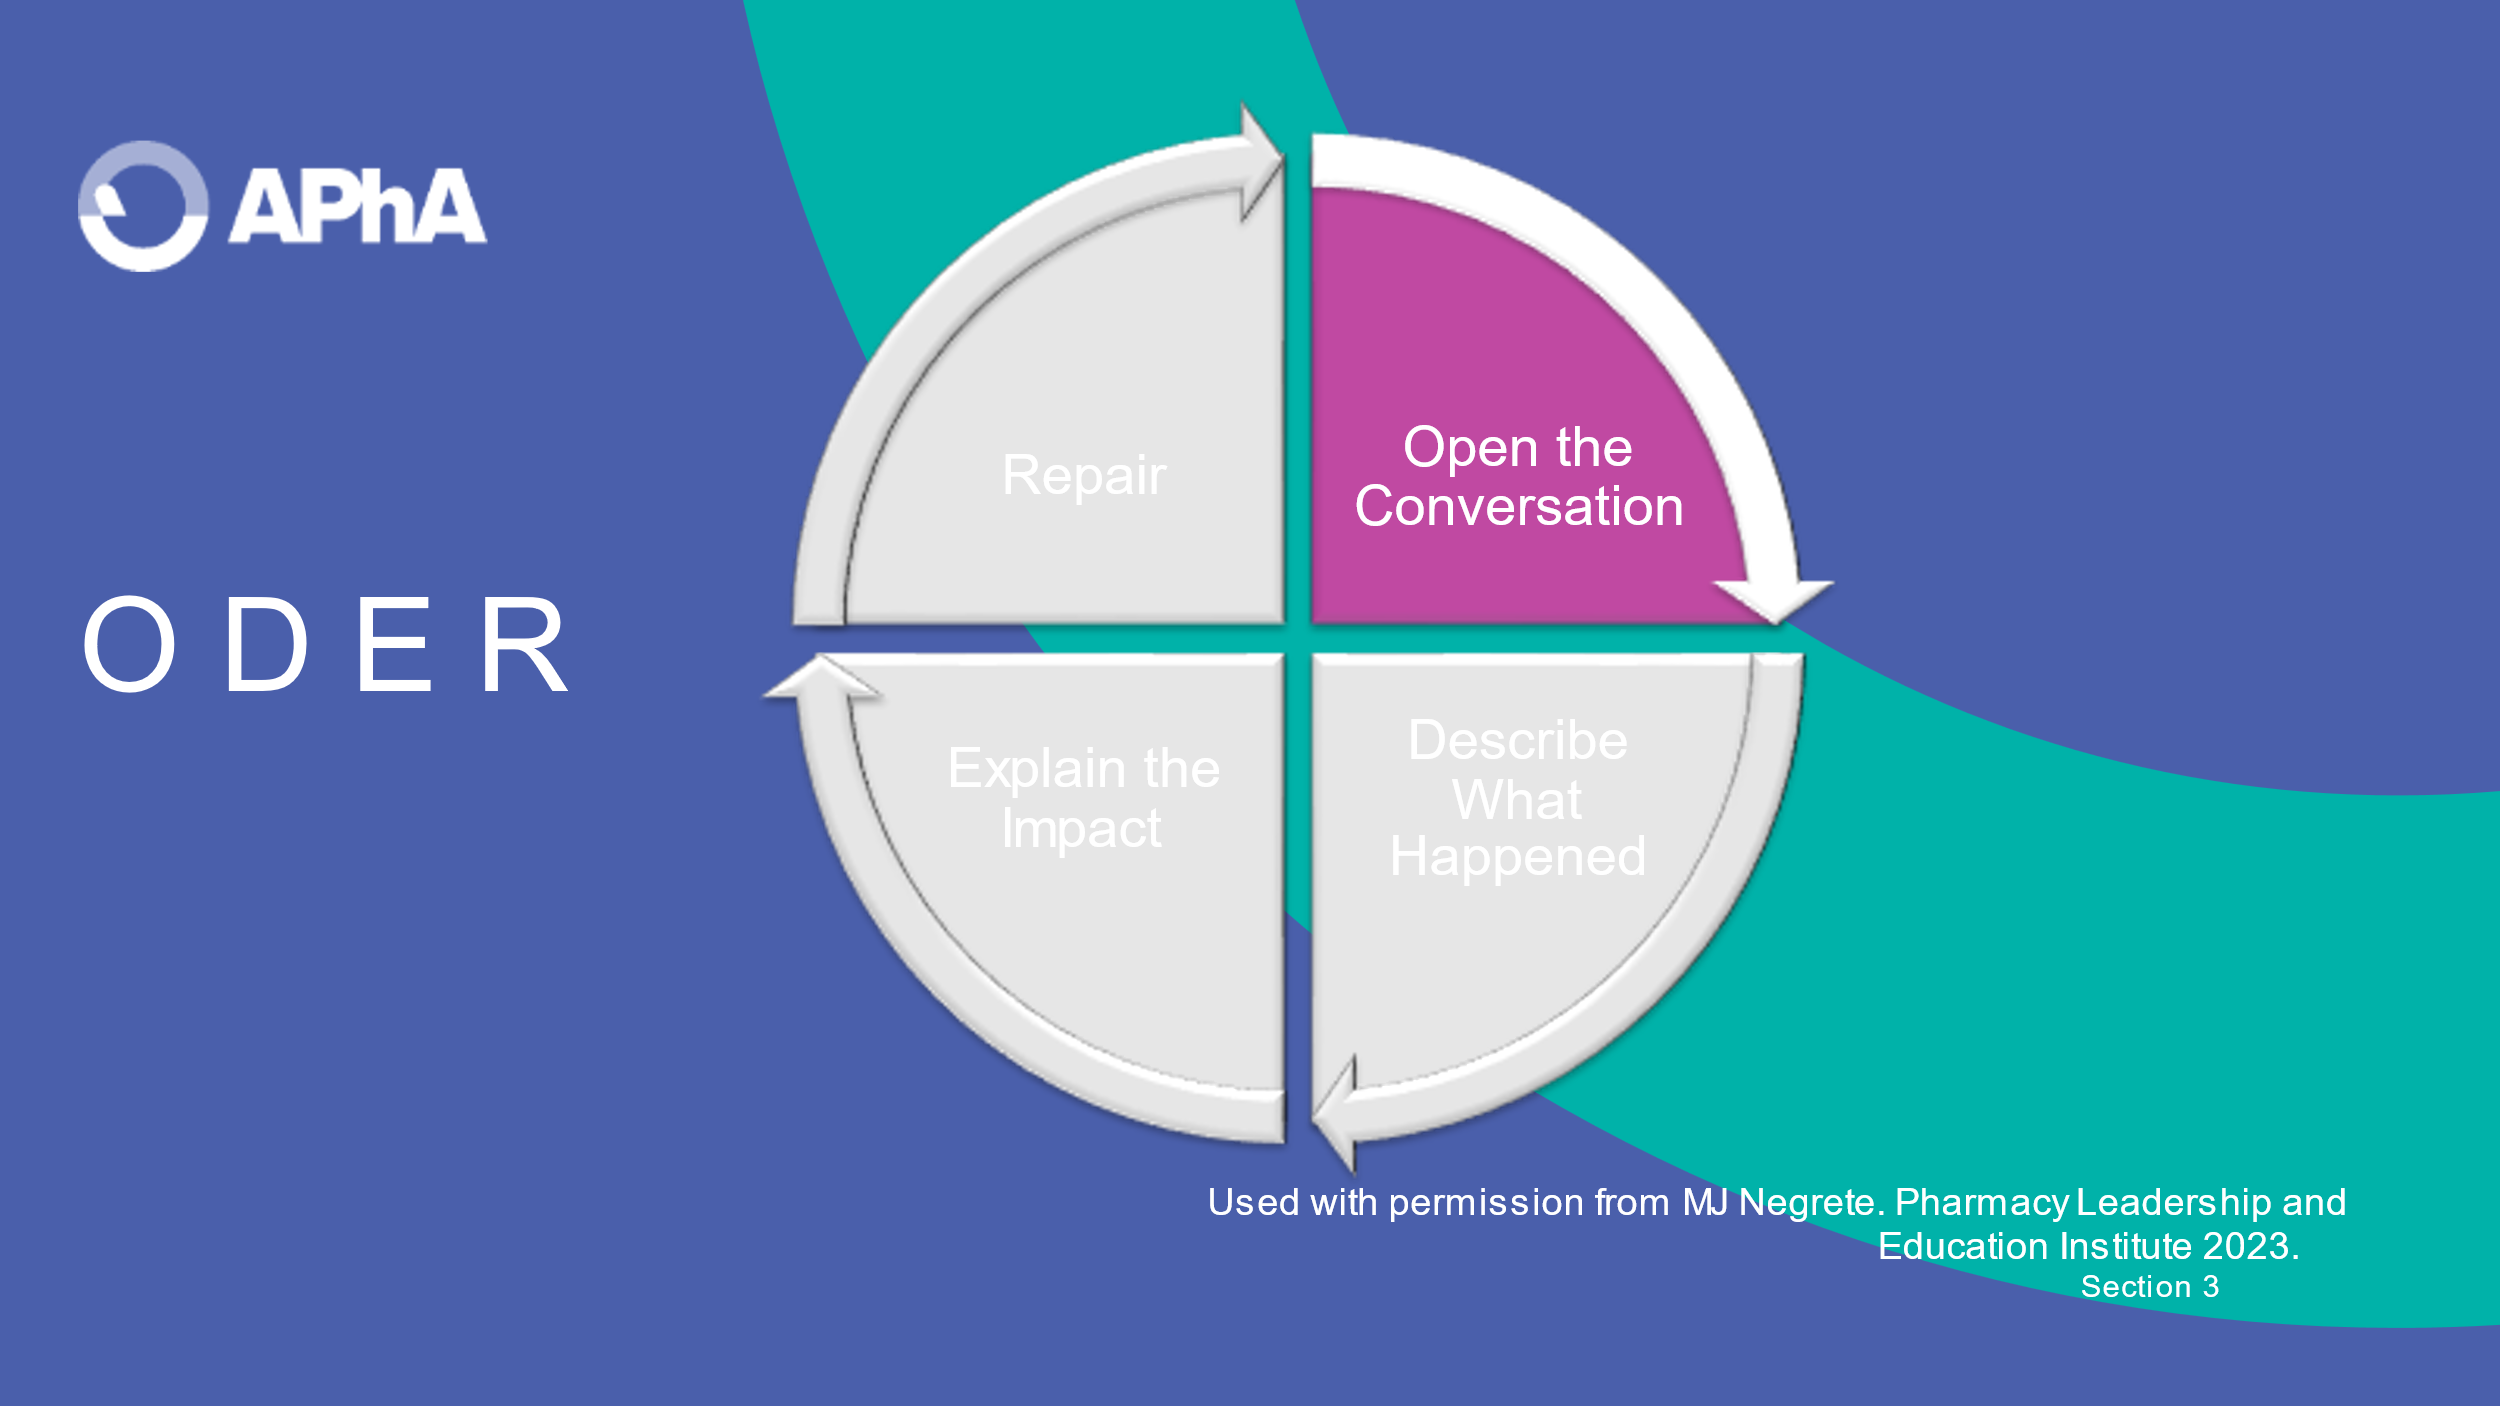 APhA
O D E R
Repair
Open the
Conversation
Explain the
Impact
Describe
What
Happened
Used with permission from MJ Negrete. Pharmacy Leadership and
Education Institute 2023.
Section 3